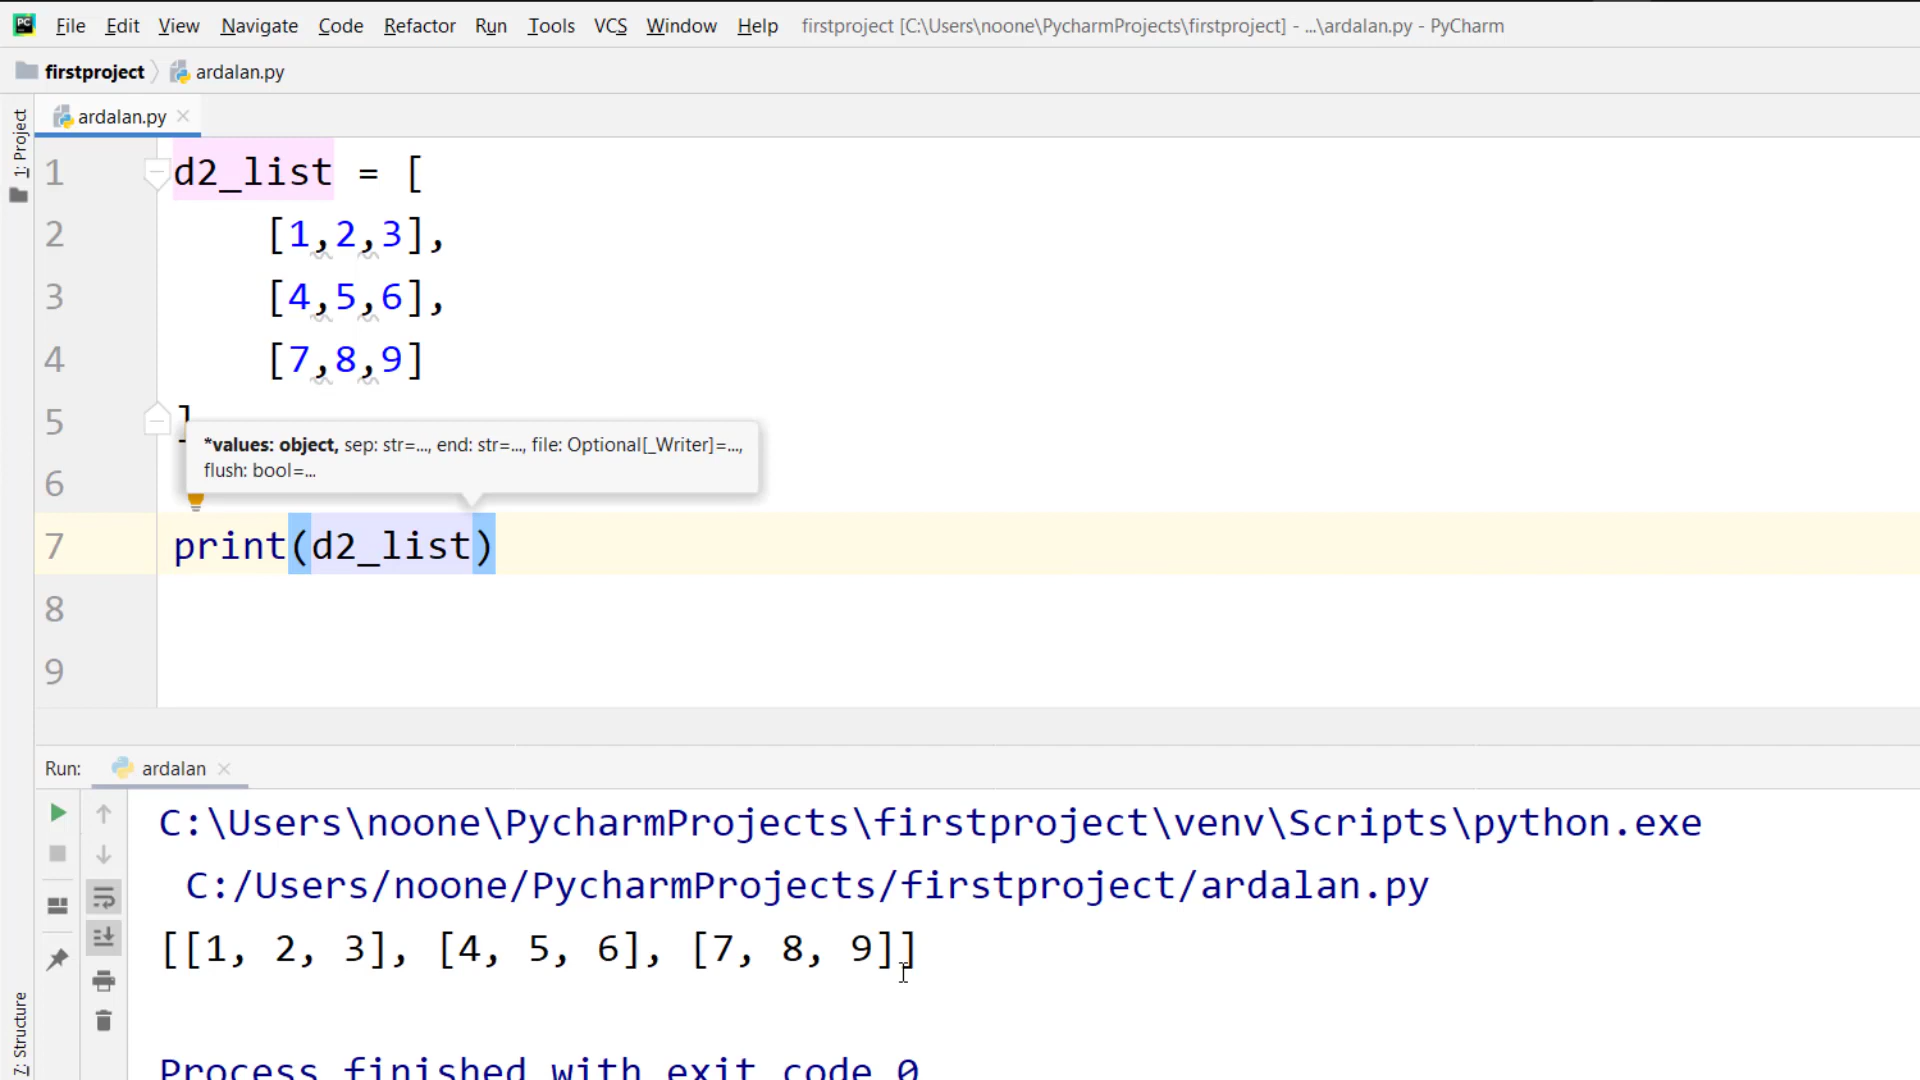 File Edit View Navigate Code Refactor Run Tools VCS Window Help firstproject [C:\Users\noone\PycharmProjects\firstproject] - ...\ardalan.py - PyCharm
firstproject ardalan.py
1: Project
ardalan.py
1 d2_list = [
2 [1,2,3],
3 [4,5,6],
4 [7,8,9]
5 ]
*values: object, sep: str=..., end: str=..., file: Optional[_Writer]=...,
flush: bool=...
6
7 print(d2_list)
8
9
Run: ardalan
C:\Users\noone\PycharmProjects\firstproject\venv\Scripts\python.exe
C:/Users/noone/PycharmProjects/firstproject/ardalan.py
[[1, 2, 3], [4, 5, 6], [7, 8, 9]]
Process finished with exit code 0
7: Structure